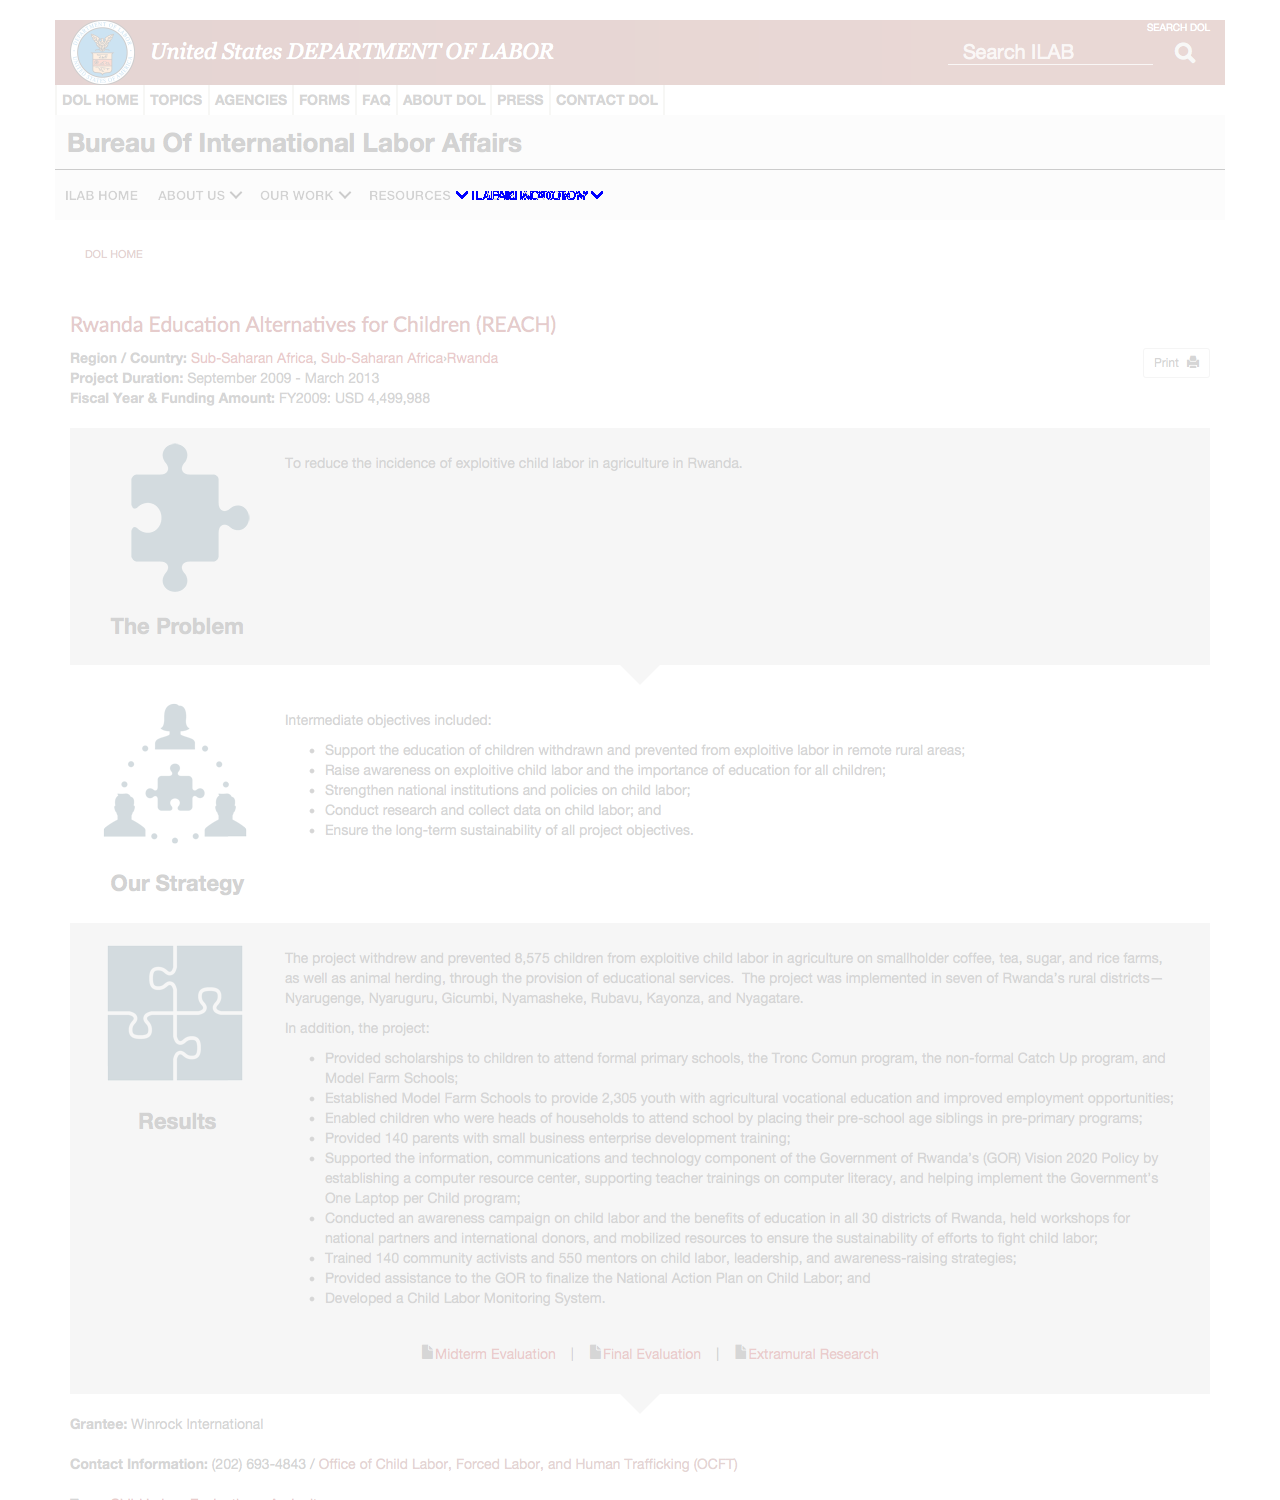 SEARCH DOL
United States DEPARTMENT OF LABOR
Search ILAB
DOL HOME TOPICS AGENCIES FORMS FAQ ABOUT DOL PRESS CONTACT DOL
Bureau Of International Labor Affairs
ILAB HOME ABOUT US OUR WORK RESOURCES
DOL HOME
Rwanda Education Alternatives for Children (REACH)
Region / Country: Sub-Saharan Africa, Sub-Saharan Africa›Rwanda
Print
Project Duration: September 2009 - March 2013
Fiscal Year & Funding Amount: FY2009: USD 4,499,988
To reduce the incidence of exploitive child labor in agriculture in Rwanda.
The Problem
Intermediate objectives included:
• Support the education of children withdrawn and prevented from exploitive labor in remote rural areas;
• Raise awareness on exploitive child labor and the importance of education for all children;
• Strengthen national institutions and policies on child labor;
• Conduct research and collect data on child labor; and
• Ensure the long-term sustainability of all project objectives.
Our Strategy
The project withdrew and prevented 8,575 children from exploitive child labor in agriculture on smallholder coffee, tea, sugar, and rice farms,
as well as animal herding, through the provision of educational services. The project was implemented in seven of Rwanda's rural districts—
Nyarugenge, Nyaruguru, Gicumbi, Nyamasheke, Rubavu, Kayonza, and Nyagatare.
In addition, the project:
• Provided scholarships to children to attend formal primary schools, the Tronc Comun program, the non-formal Catch Up program, and
Model Farm Schools;
• Established Model Farm Schools to provide 2,305 youth with agricultural vocational education and improved employment opportunities;
• Enabled children who were heads of households to attend school by placing their pre-school age siblings in pre-primary programs;
• Provided 140 parents with small business enterprise development training;
• Supported the information, communications and technology component of the Government of Rwanda's (GOR) Vision 2020 Policy by
establishing a computer resource center, supporting teacher trainings on computer literacy, and helping implement the Government's
One Laptop per Child program;
• Conducted an awareness campaign on child labor and the benefits of education in all 30 districts of Rwanda, held workshops for
national partners and international donors, and mobilized resources to ensure the sustainability of efforts to fight child labor;
• Trained 140 community activists and 550 mentors on child labor, leadership, and awareness-raising strategies;
• Provided assistance to the GOR to finalize the National Action Plan on Child Labor; and
• Developed a Child Labor Monitoring System.
Results
Midterm Evaluation | Final Evaluation | Extramural Research
Grantee: Winrock International
Contact Information: (202) 693-4843 / Office of Child Labor, Forced Labor, and Human Trafficking (OCFT)